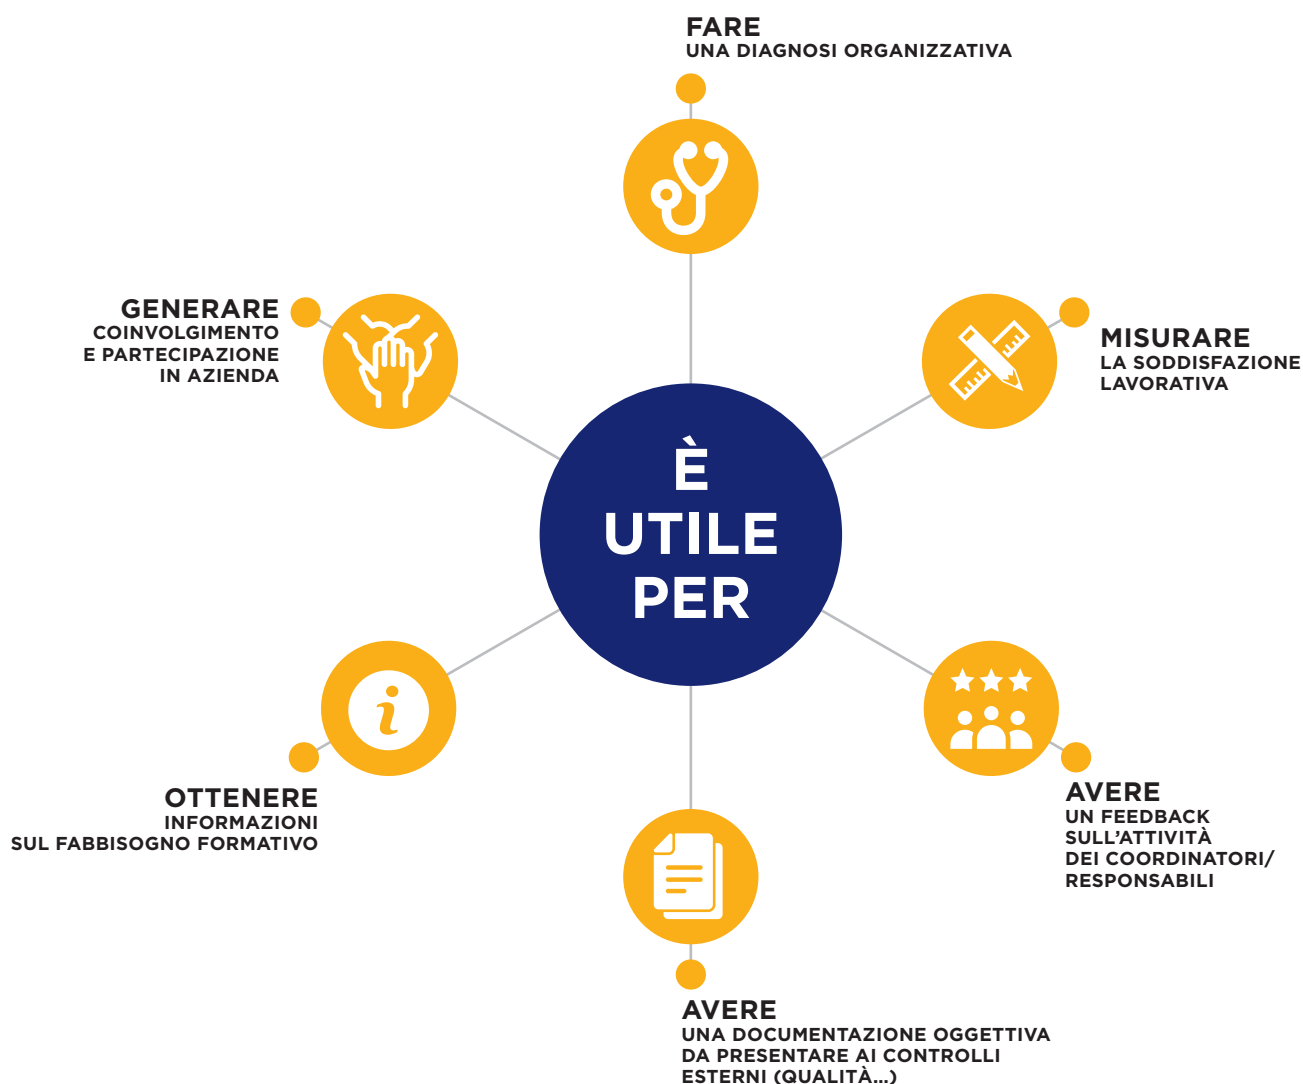 FARE
UNA DIAGNOSI ORGANIZZATIVA
GENERARE
COINVOLGIMENTO
E PARTECIPAZIONE
IN AZIENDA
MISURARE
LA SODDISFAZIONE
LAVORATIVA
È
UTILE
PER
OTTENERE
INFORMAZIONI
SUL FABBISOGNO FORMATIVO
AVERE
UN FEEDBACK
SULL’ATTIVITÀ
DEI COORDINATORI/
RESPONSABILI
AVERE
UNA DOCUMENTAZIONE OGGETTIVA
DA PRESENTARE AI CONTROLLI
ESTERNI (QUALITÀ...)